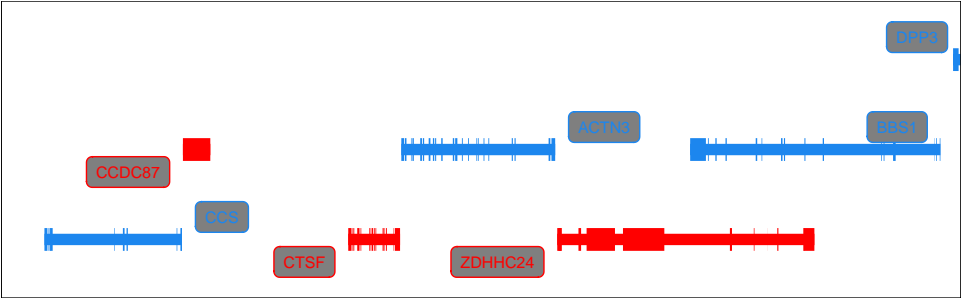 DPP3
ACTN3
BBS1
CCDC87
CCS
CTSF
ZDHHC24